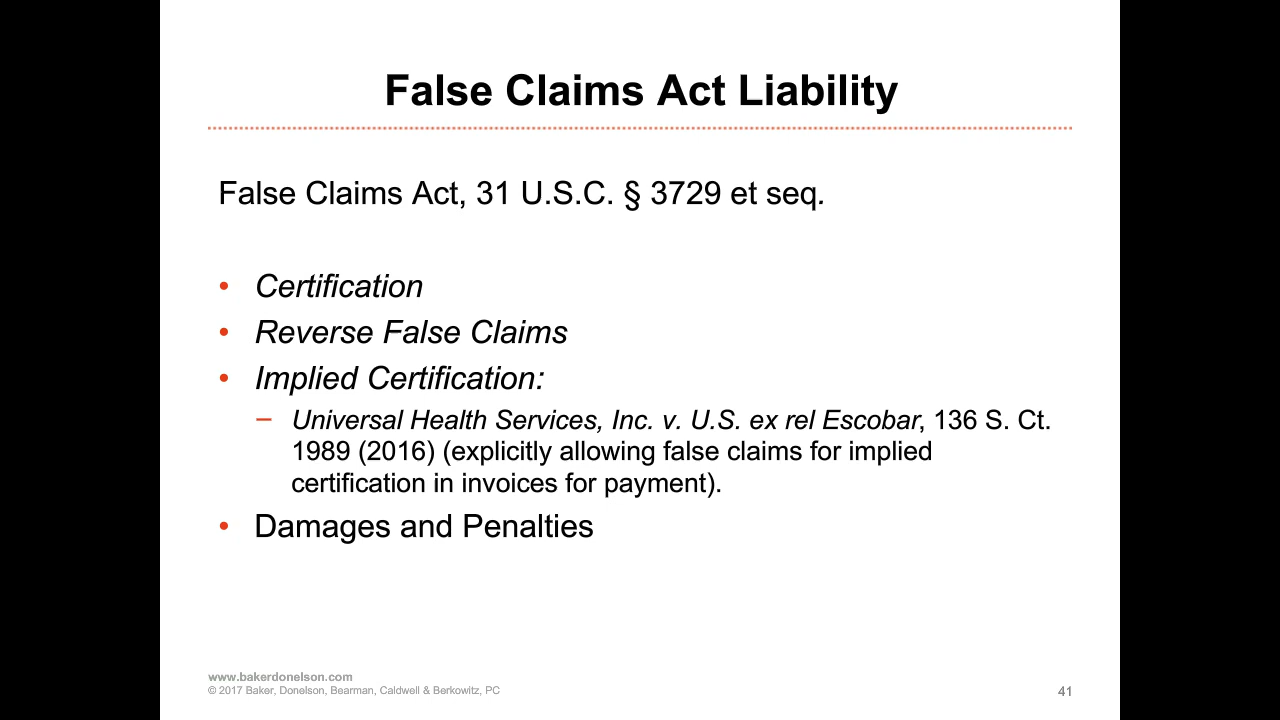 False Claims Act Liability
False Claims Act, 31 U.S.C. § 3729 et seq.
• Certification
• Reverse False Claims
• Implied Certification:
– Universal Health Services, Inc. v. U.S. ex rel Escobar, 136 S. Ct.
1989 (2016) (explicitly allowing false claims for implied
certification in invoices for payment).
• Damages and Penalties
www.bakerdonelson.com
© 2017 Baker, Donelson, Bearman, Caldwell & Berkowitz, PC
41